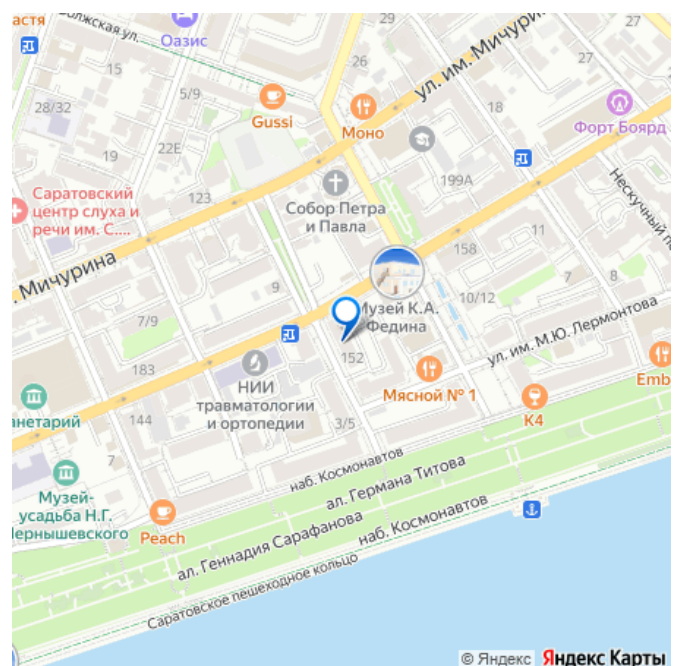 Волжская ул.
Оазис
26
27
15
28/32
5/9
Gussi
Моно
ул. им. Мичурина
18
Форт Боярд
22Е
19
199А
Саратовский
центр слуха и
речи им. С....
123
Собор Петра
и Павла
Нескучный
158
11
Мичурина
9
10/12
7
8
Музей К.А.
Федина
7/9
152
183
НИИ
травматологии
и ортопедии
Мясной № 1
ул. им. М.Ю. Лермонтова
144
3/5
K4
7
Музей-
усадьба Н.Г.
Peach
наб. Космонавтов
ал. Германа Титова
наб. Космонавтов
ал. Геннадия Сарафанова
Саратовское пешеходное кольцо
© Яндекс Яндекс Карты